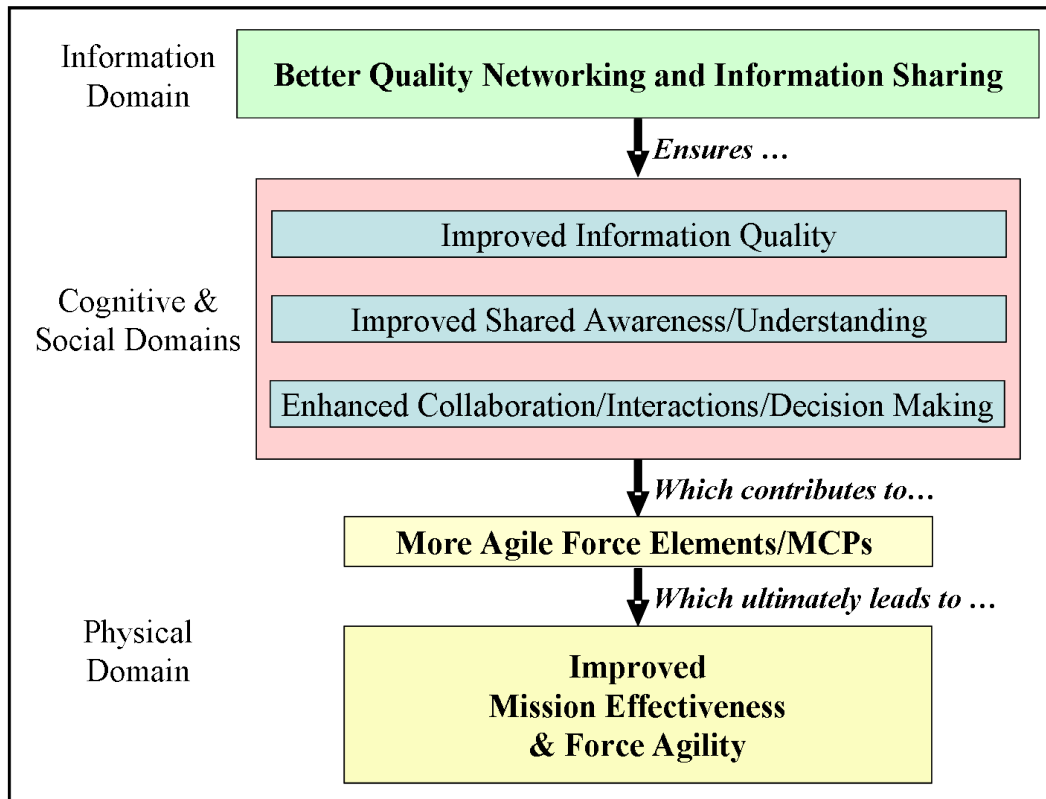 Information
Domain
Better Quality Networking and Information Sharing
Ensures …
Improved Information Quality
Cognitive &
Social Domains
Improved Shared Awareness/Understanding
Enhanced Collaboration/Interactions/Decision Making
Which contributes to…
More Agile Force Elements/MCPs
Which ultimately leads to …
Physical
Domain
Improved
Mission Effectiveness
& Force Agility